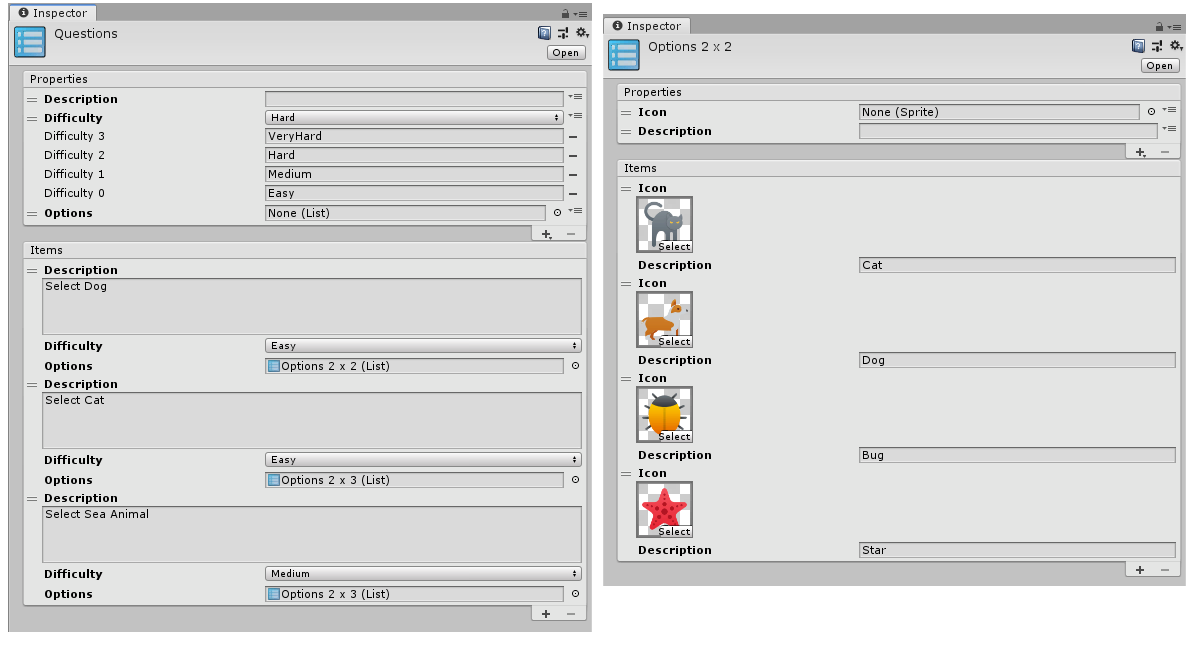 Inspector
Questions
Open
Properties
Description
Difficulty Hard
Difficulty 3 VeryHard
Difficulty 2 Hard
Difficulty 1 Medium
Difficulty 0 Easy
Options None (List)
Items
Description
Select Dog
Difficulty Easy
Options Options 2 x 2 (List)
Description
Select Cat
Difficulty Easy
Options Options 2 x 3 (List)
Description
Select Sea Animal
Difficulty Medium
Options Options 2 x 3 (List)
Inspector
Options 2 x 2
Open
Properties
Icon None (Sprite)
Description
Items
Icon
Select
Description Cat
Icon
Select
Description Dog
Icon
Select
Description Bug
Icon
Select
Description Star